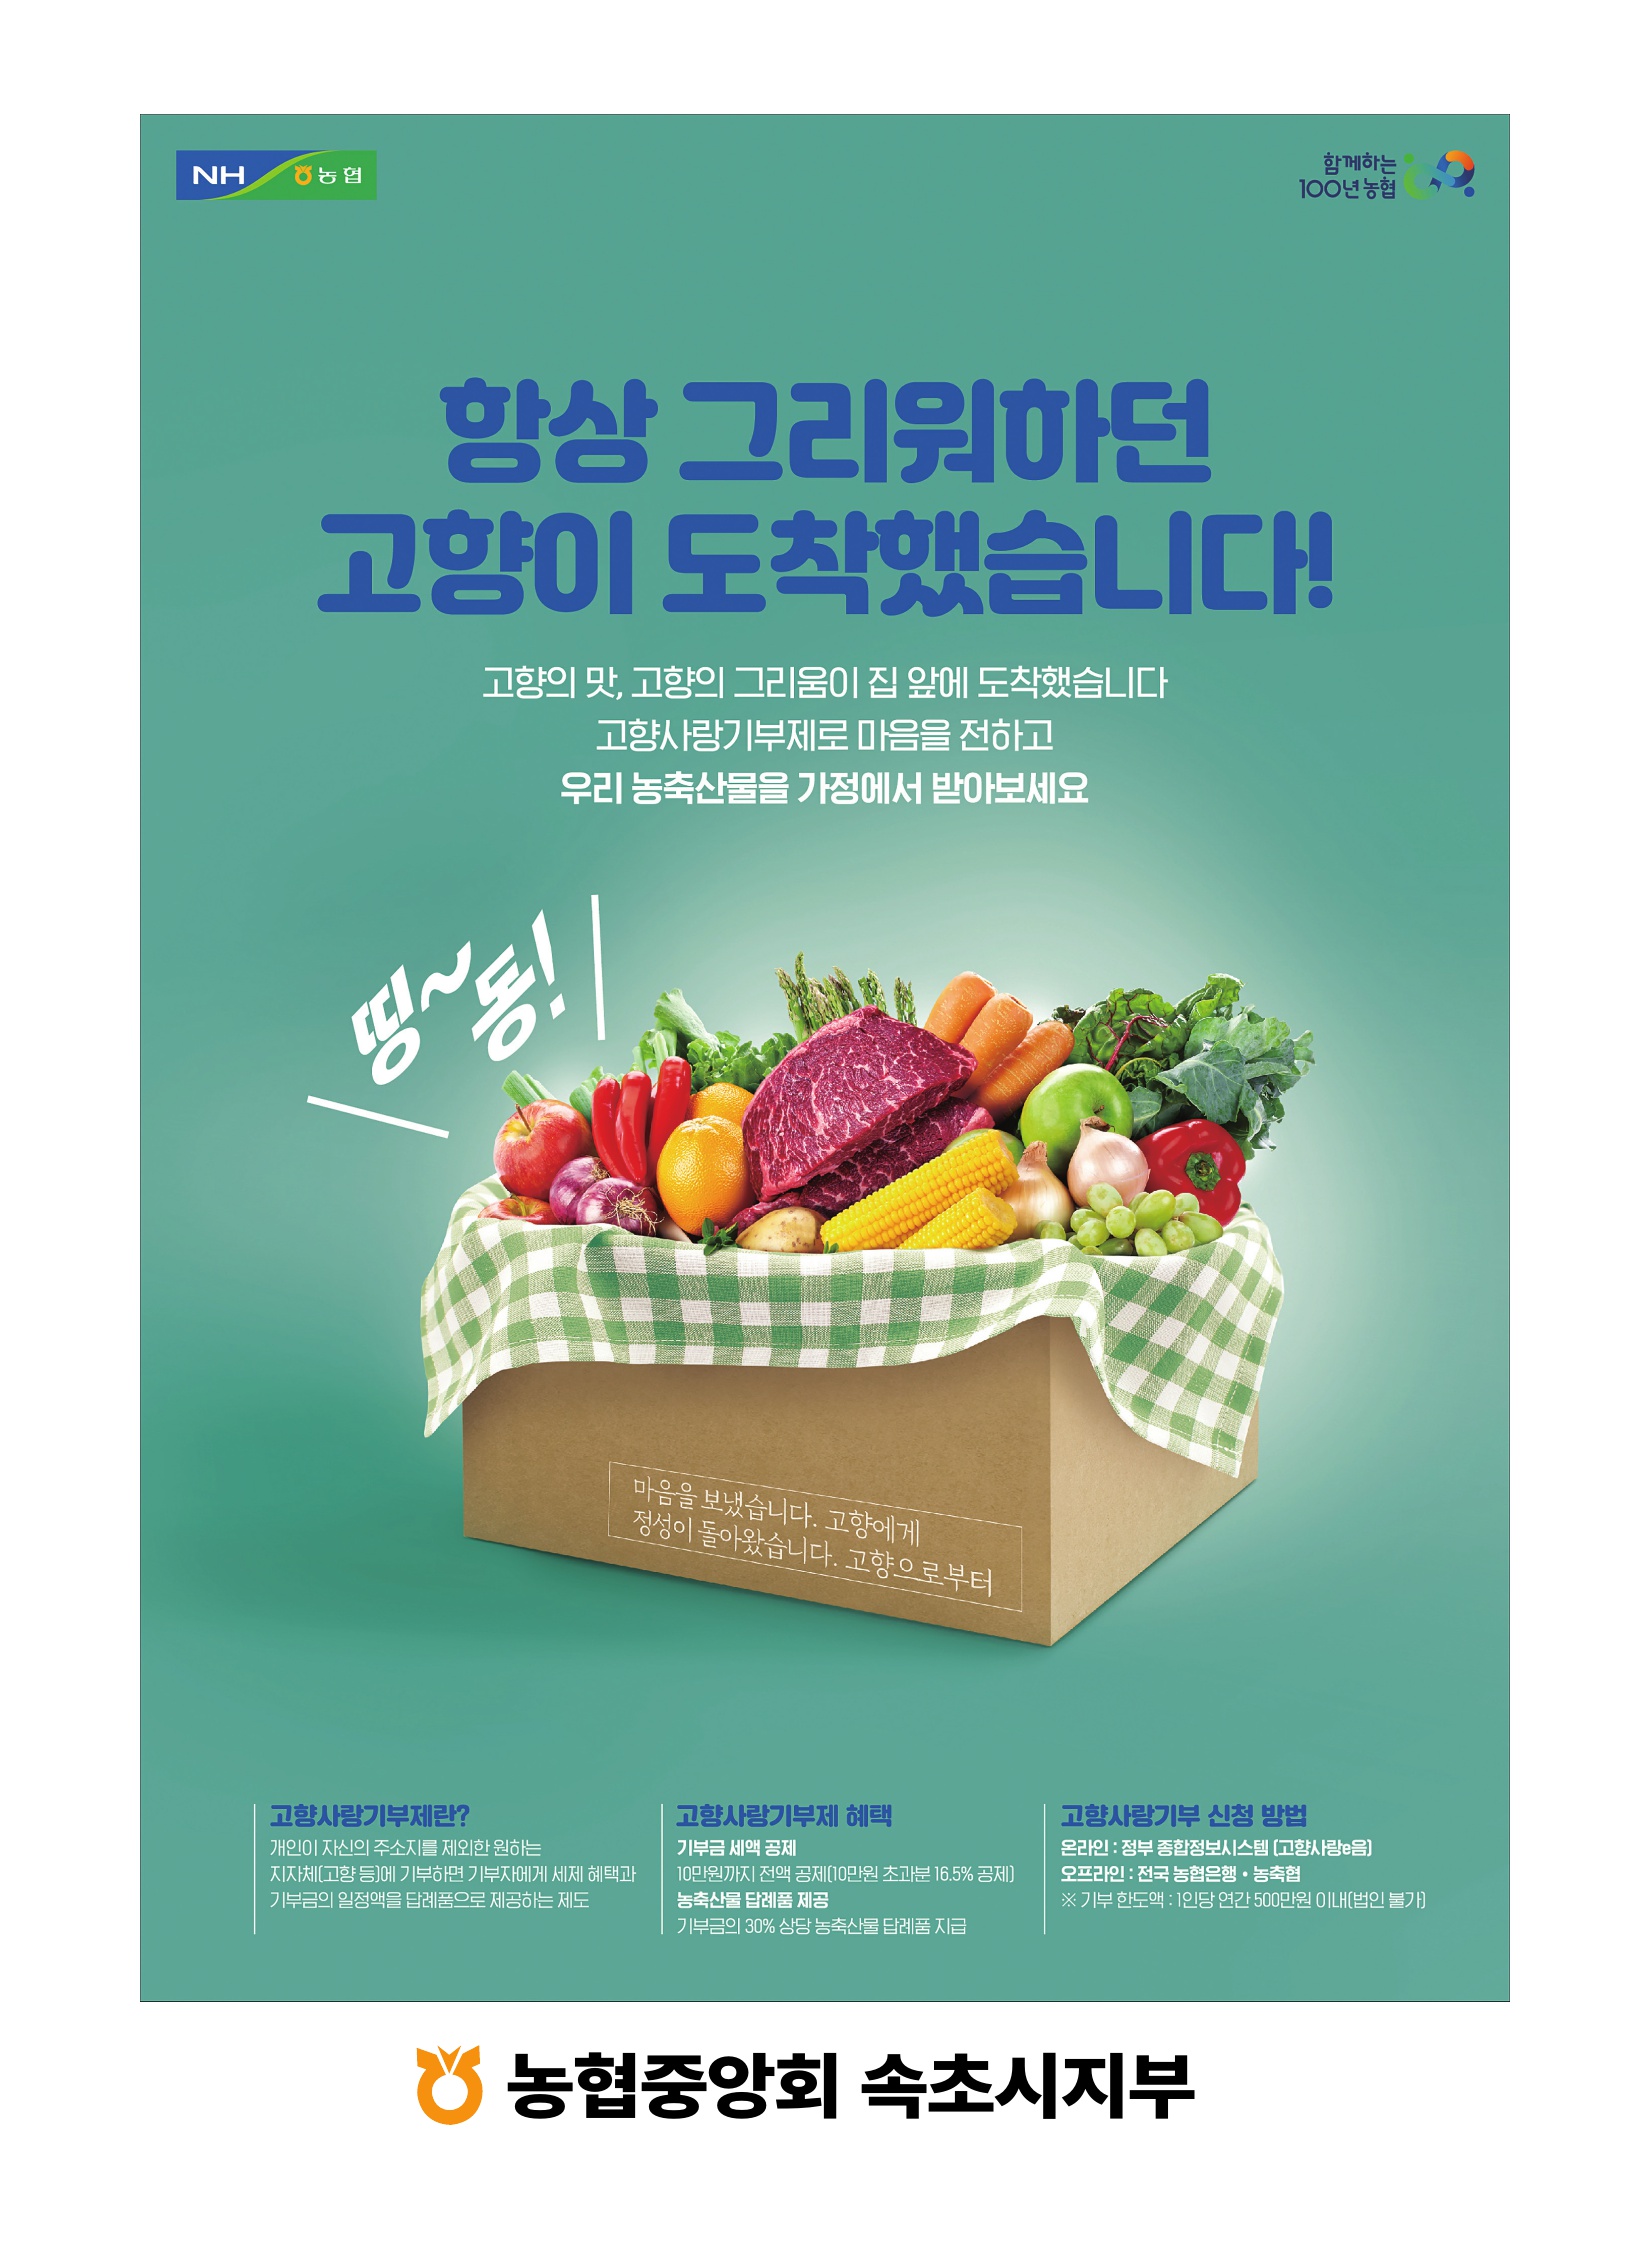 NH 농협
함께하는
100년 농협
항상 그리워하던
고향이 도착했습니다!
고향의 맛, 고향의 그리움이 집 앞에 도착했습니다
고향사랑기부제로 마음을 전하고
우리 농축산물을 가정에서 받아보세요
띵~동!
마음을 보냈습니다. 고향에게
정성이 돌아왔습니다. 고향으로부터
고향사랑기부제란?
개인이 자신의 주소지를 제외한 원하는
지자체(고향 등)에 기부하면 기부자에게 세제 혜택과
기부금의 일정액을 답례품으로 제공하는 제도
고향사랑기부제 혜택
기부금 세액 공제
10만원까지 전액 공제(10만원 초과분 16.5% 공제)
농축산물 답례품 제공
기부금의 30% 상당 농축산물 답례품 지급
고향사랑기부 신청 방법
온라인 : 정부 종합정보시스템 (고향사랑e음)
오프라인 : 전국 농협은행 • 농축협
※ 기부 한도액 : 1인당 연간 500만원 이내(법인 불가)
농협중앙회 속초시지부